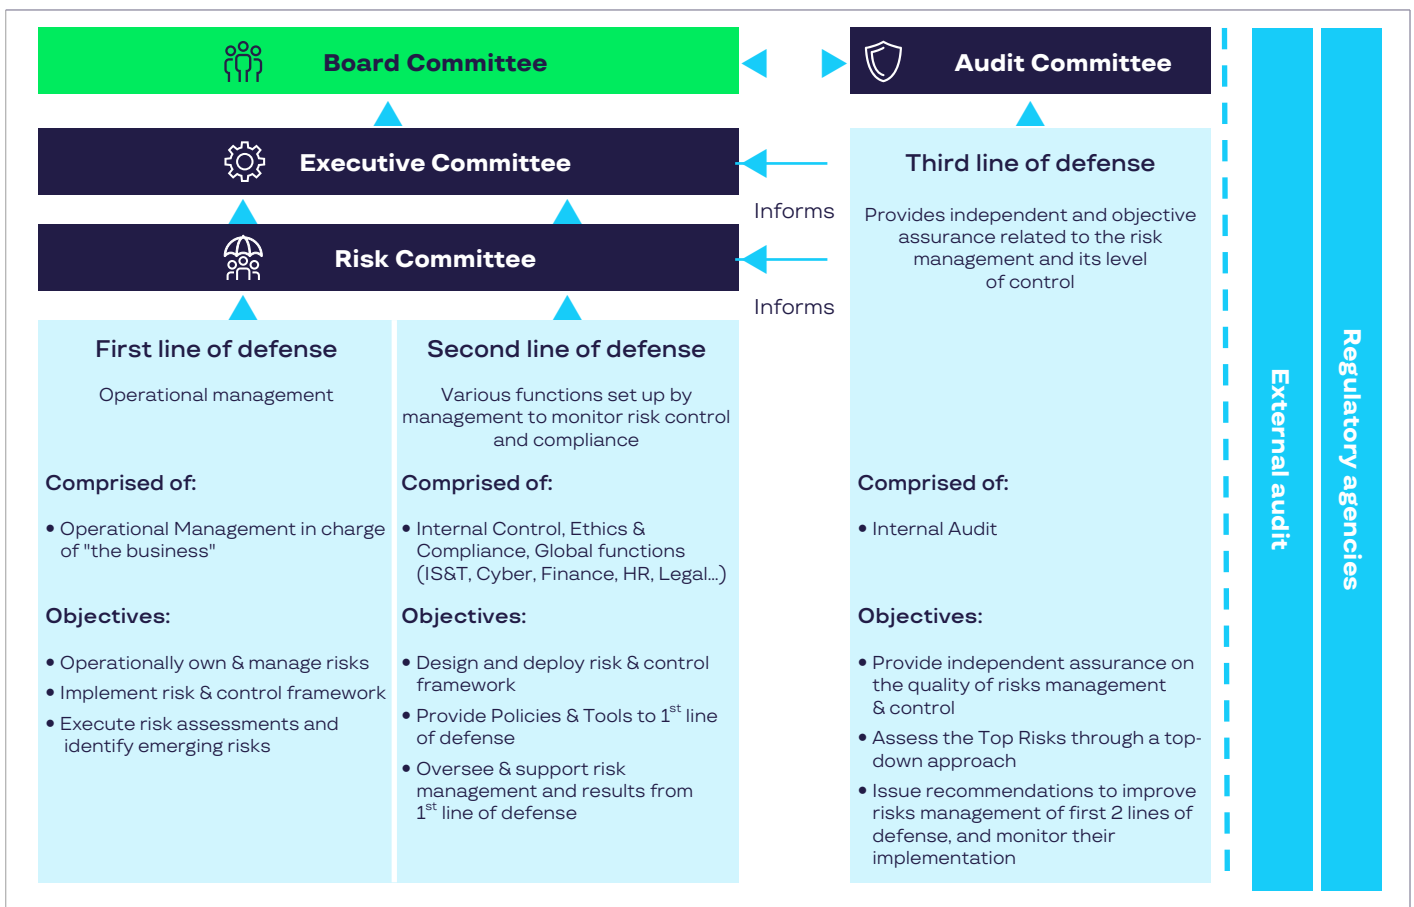 Board Committee
Audit Committee
Executive Committee
Informs
Risk Committee
Informs
First line of defense
Operational management
Comprised of:
• Operational Management in charge
of "the business"
Objectives:
• Operationally own & manage risks
• Implement risk & control framework
• Execute risk assessments and
identify emerging risks
Second line of defense
Various functions set up by
management to monitor risk control
and compliance
Comprised of:
• Internal Control, Ethics &
Compliance, Global functions
(IS&T, Cyber, Finance, HR, Legal...)
Objectives:
• Design and deploy risk & control
framework
• Provide Policies & Tools to 1st line
of defense
• Oversee & support risk
management and results from
1st line of defense
Third line of defense
Provides independent and objective
assurance related to the risk
management and its level
of control
Comprised of:
• Internal Audit
Objectives:
• Provide independent assurance on
the quality of risks management
& control
• Assess the Top Risks through a top-
down approach
• Issue recommendations to improve
risks management of first 2 lines of
defense, and monitor their
implementation
External audit
Regulatory agencies